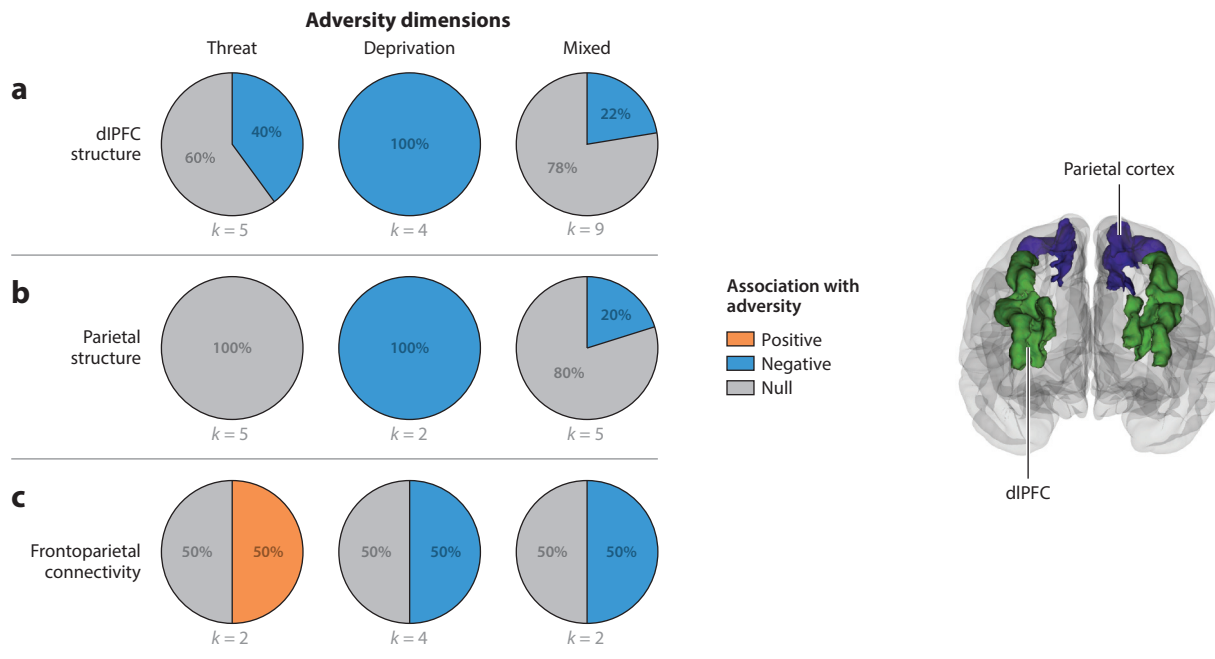 Adversity dimensions
Threat
Deprivation
Mixed
a
dlPFC
structure
40%
60%
k = 5
100%
k = 4
22%
78%
k = 9
b
Parietal
structure
100%
k = 5
100%
k = 2
20%
80%
k = 5
c
Frontoparietal
connectivity
50%
50%
k = 2
50%
50%
k = 4
50%
50%
k = 2
Association with
adversity
Positive
Negative
Null
Parietal cortex
dlPFC